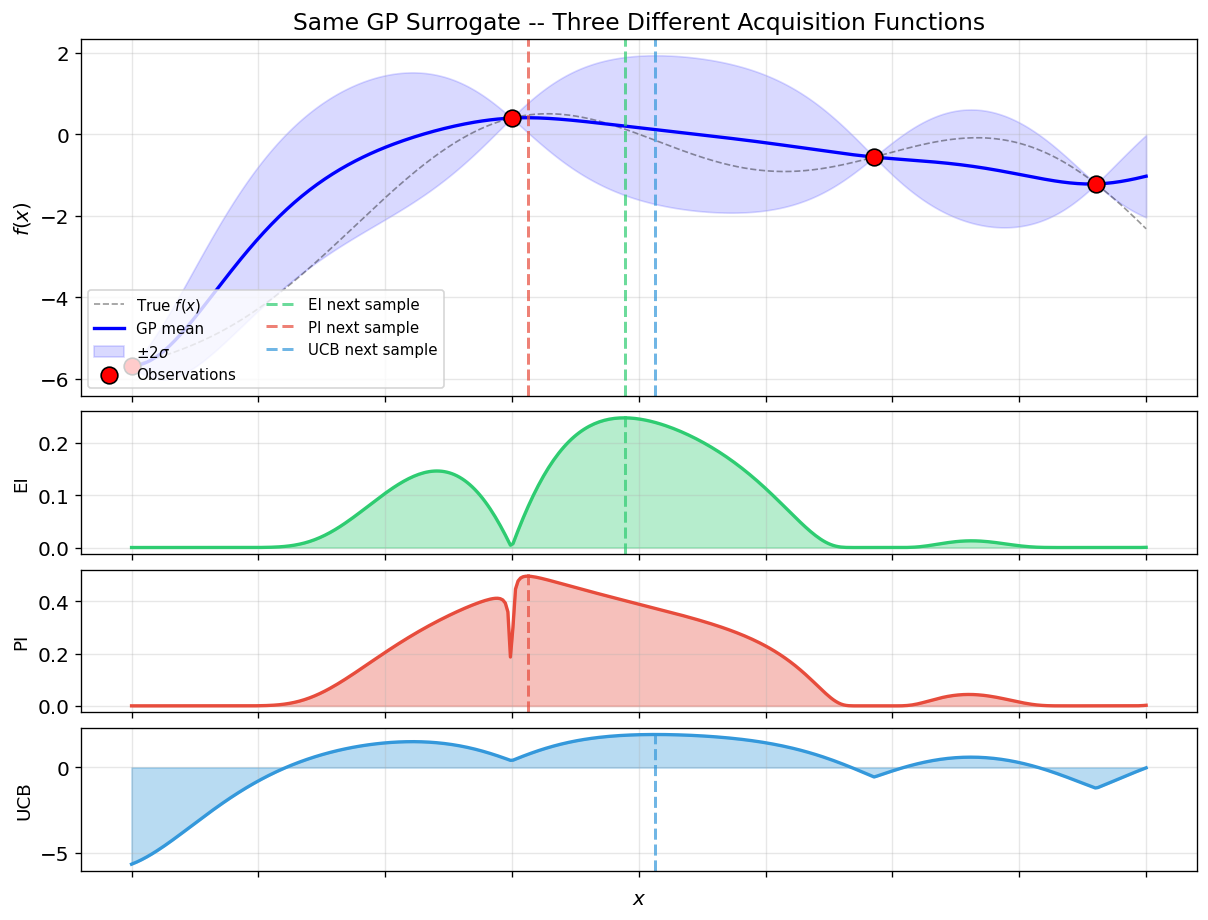 Same GP Surrogate -- Three Different Acquisition Functions
2
0
−2
−4
−6
f(x)
True f(x)
GP mean
±2σ
Observations
EI next sample
PI next sample
UCB next sample
0.2
0.1
0.0
EI
0.4
0.2
0.0
PI
0
−5
UCB
x